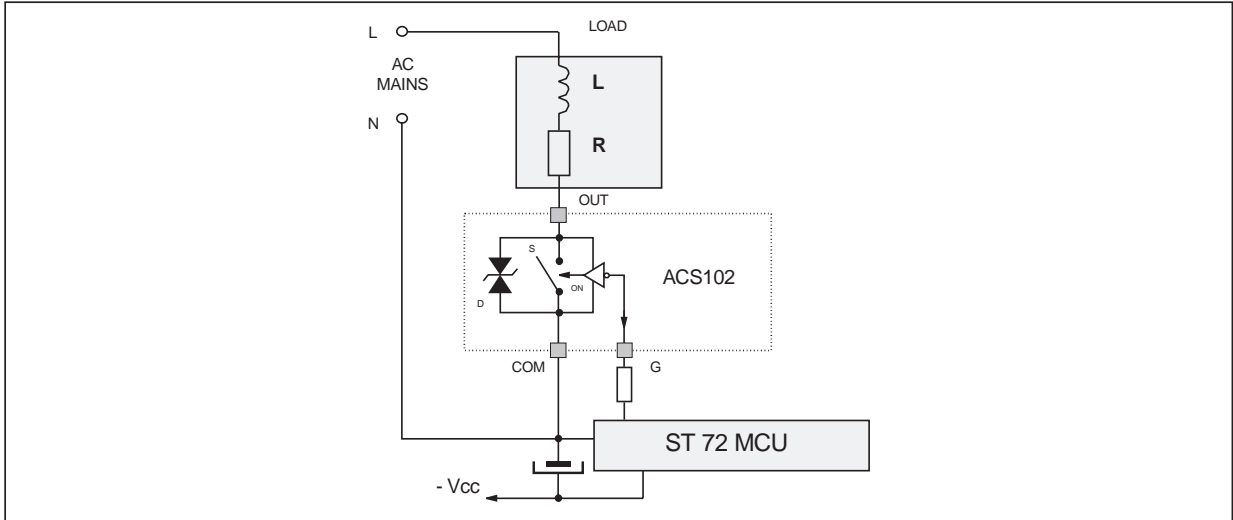 LOAD
L
AC
MAINS
L
N
R
OUT
S
ACS102
ON
D
COM
G
ST 72 MCU
- Vcc